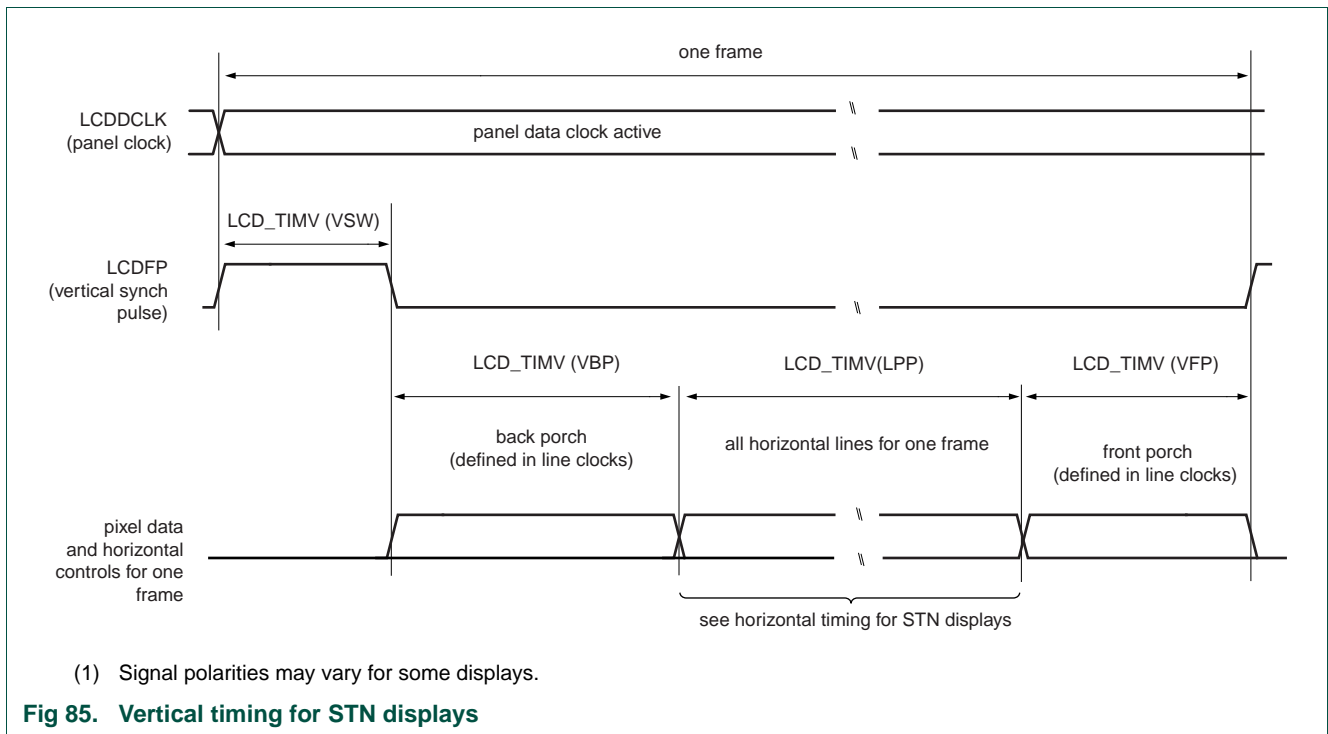 one frame
LCDDCLK
(panel clock)
panel data clock active
LCD_TIMV (VSW)
LCDFP
(vertical synch
pulse)
LCD_TIMV (VBP)
LCD_TIMV(LPP)
LCD_TIMV (VFP)
back porch
(defined in line clocks)
all horizontal lines for one frame
front porch
(defined in line clocks)
pixel data
and horizontal
controls for one
frame
see horizontal timing for STN displays
(1) Signal polarities may vary for some displays.
Fig 85. Vertical timing for STN displays